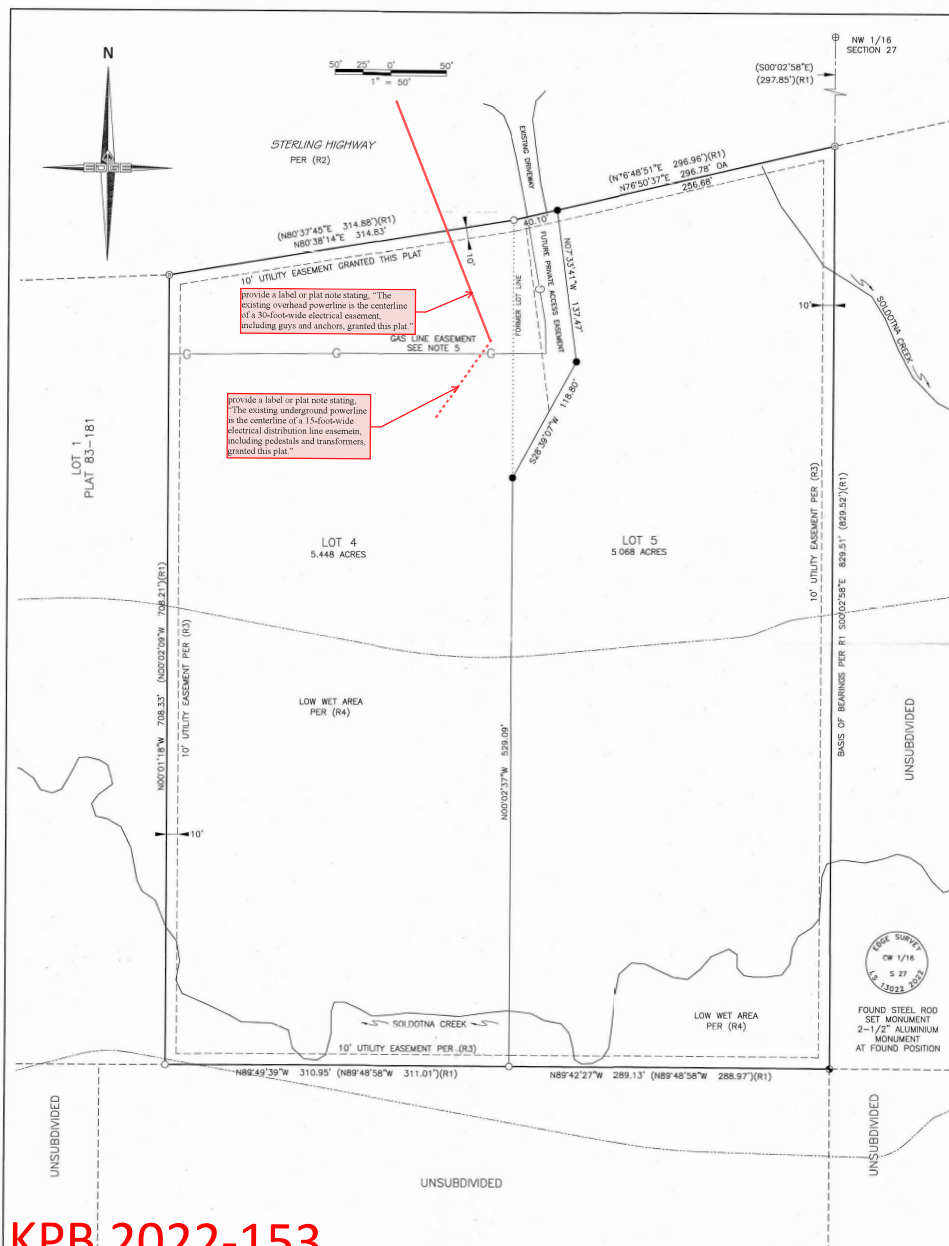 N
50' 25' 0' 50'
1" = 50'
NW 1/16
SECTION 27
(S00°02'58"E)
(297.85')(R1)
STERLING HIGHWAY
PER (R2)
EXISTING DRIVEWAY
(N°6'48'51"E 296.96')(R1)
N76°50'37"E 296.78' OA
256.68'
40.10'
(N80°37'45"E 314.88')(R1)
N80°38'14"E 314.83'
10'
10' UTILITY EASEMENT GRANTED THIS PLAT
FORMER LOT LINE
FUTURE PRIVATE ACCESS EASEMENT
N07°33'41"W 137.47'
provide a label or plat note stating, "The
existing overhead powerline is the centerline
of a 30-foot-wide electrical easement,
including guys and anchors, granted this plat."
GAS LINE EASEMENT
SEE NOTE 5
G G G
10'
SOLDOTNA CREEK
provide a label or plat note stating,
"The existing underground powerline
is the centerline of a 15-foot-wide
electrical distribution line easemetn,
including pedestals and transformers,
granted this plat."
S28°39'07"W 118.80'
LOT 1
PLAT 83-181
LOT 4
5.448 ACRES
LOT 5
5.068 ACRES
10' UTILITY EASEMENT PER (R3)
BASIS OF BEARINGS PER R1 S00°02'58"E 829.51' (829.52')(R1)
N00°01'18"W 708.33' (N00°02'09"W 708.21')(R1)
10' UTILITY EASEMENT PER (R3)
LOW WET AREA
PER (R4)
N00°02'37"W 529.09'
UNSUBDIVIDED
10'
EDGE SURVEY
CW 1/16
S 27
LS 13022 2022
FOUND STEEL ROD
SET MONUMENT
2-1/2" ALUMINIUM
MONUMENT
AT FOUND POSITION
LOW WET AREA
PER (R4)
SOLDOTNA CREEK
10' UTILITY EASEMENT PER (R3)
N89°49'39"W 310.95' (N89°48'58"W 311.01')(R1)
N89°42'27"W 289.13' (N89°48'58"W 288.97')(R1)
UNSUBDIVIDED
UNSUBDIVIDED
UNSUBDIVIDED
KPB 2022-153